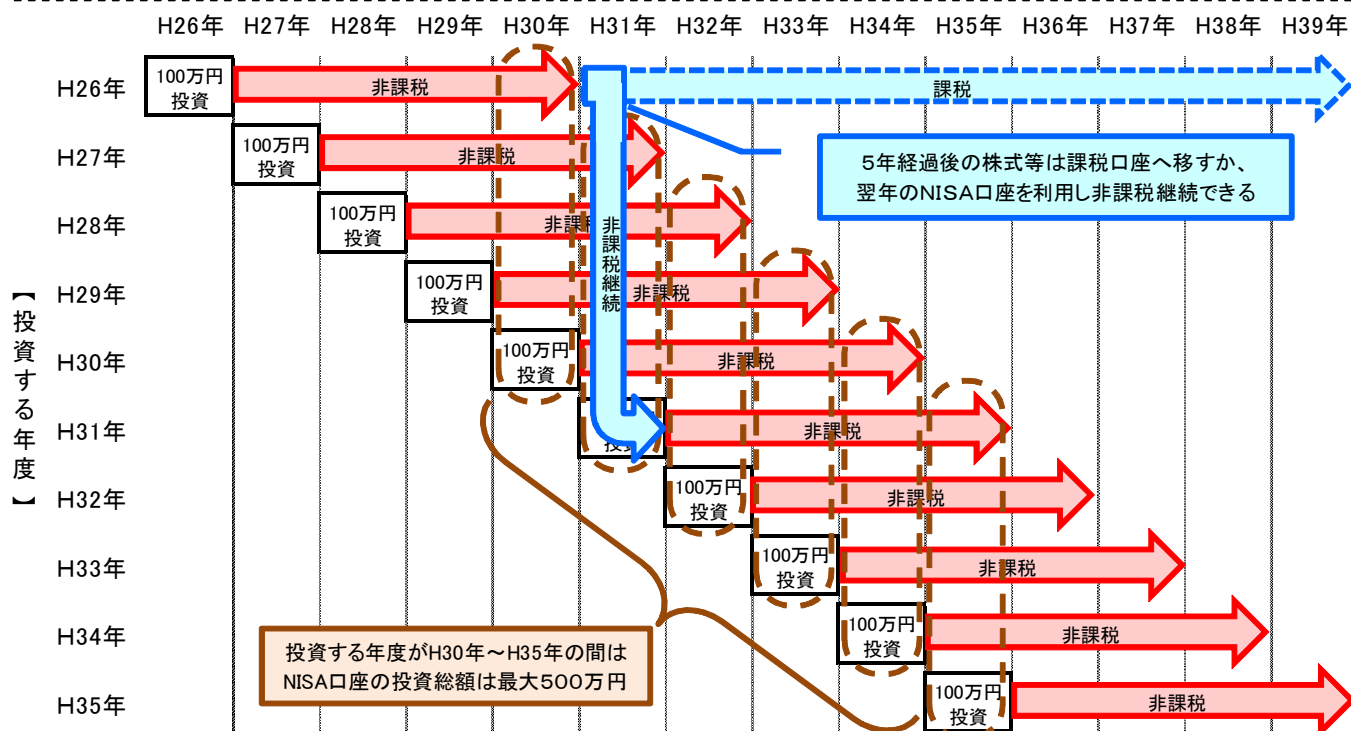 H26年 H27年 H28年 H29年 H30年 H31年 H32年 H33年 H34年 H35年 H36年 H37年 H38年 H39年
H26年
100万円
投資
非課税
課税
H27年
100万円
投資
非課税
5年経過後の株式等は課税口座へ移すか、
翌年のNISA口座を利用し非課税継続できる
H28年
100万円
投資
非課税
非課税継続
H29年
100万円
投資
非課税
【投資する年度】
H30年
100万円
投資
非課税
H31年
投資
非課税
H32年
100万円
投資
非課税
H33年
100万円
投資
非課税
H34年
100万円
投資
非課税
投資する年度がH30年～H35年の間は
NISA口座の投資総額は最大500万円
H35年
100万円
投資
非課税